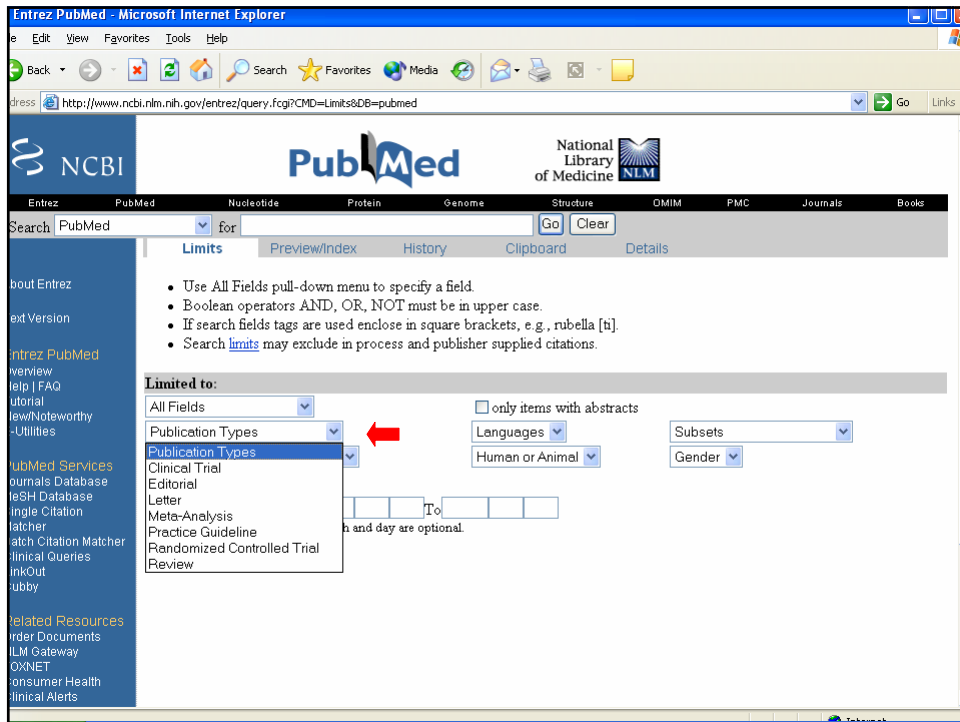 Entrez PubMed - Microsoft Internet Explorer
e Edit View Favorites Tools Help
Back Search Favorites Media
dress http://www.ncbi.nlm.nih.gov/entrez/query.fcgi?CMD=Limits&DB=pubmed Go Links
NCBI PubMed National
Library
of Medicine NLM
Entrez PubMed Nucleotide Protein Genome Structure OMIM PMC Journals Books
Search PubMed for Go Clear
Limits Preview/Index History Clipboard Details
bout Entrez
ext Version
ntrez PubMed
verview
elp | FAQ
utorial
ew/Noteworthy
-Utilities
PubMed Services
ournals Database
eSH Database
ingle Citation
atcher
atch Citation Matcher
linical Queries
inkOut
ubby
Related Resources
rder Documents
LM Gateway
OXNET
onsumer Health
linical Alerts
• Use All Fields pull-down menu to specify a field.
• Boolean operators AND, OR, NOT must be in upper case.
• If search fields tags are used enclose in square brackets, e.g., rubella [ti].
• Search limits may exclude in process and publisher supplied citations.
Limited to:
All Fields only items with abstracts
Publication Types Languages Subsets
Publication Types Human or Animal Gender
Clinical Trial
Editorial
Letter
Meta-Analysis To
Practice Guideline h and day are optional.
Randomized Controlled Trial
Review